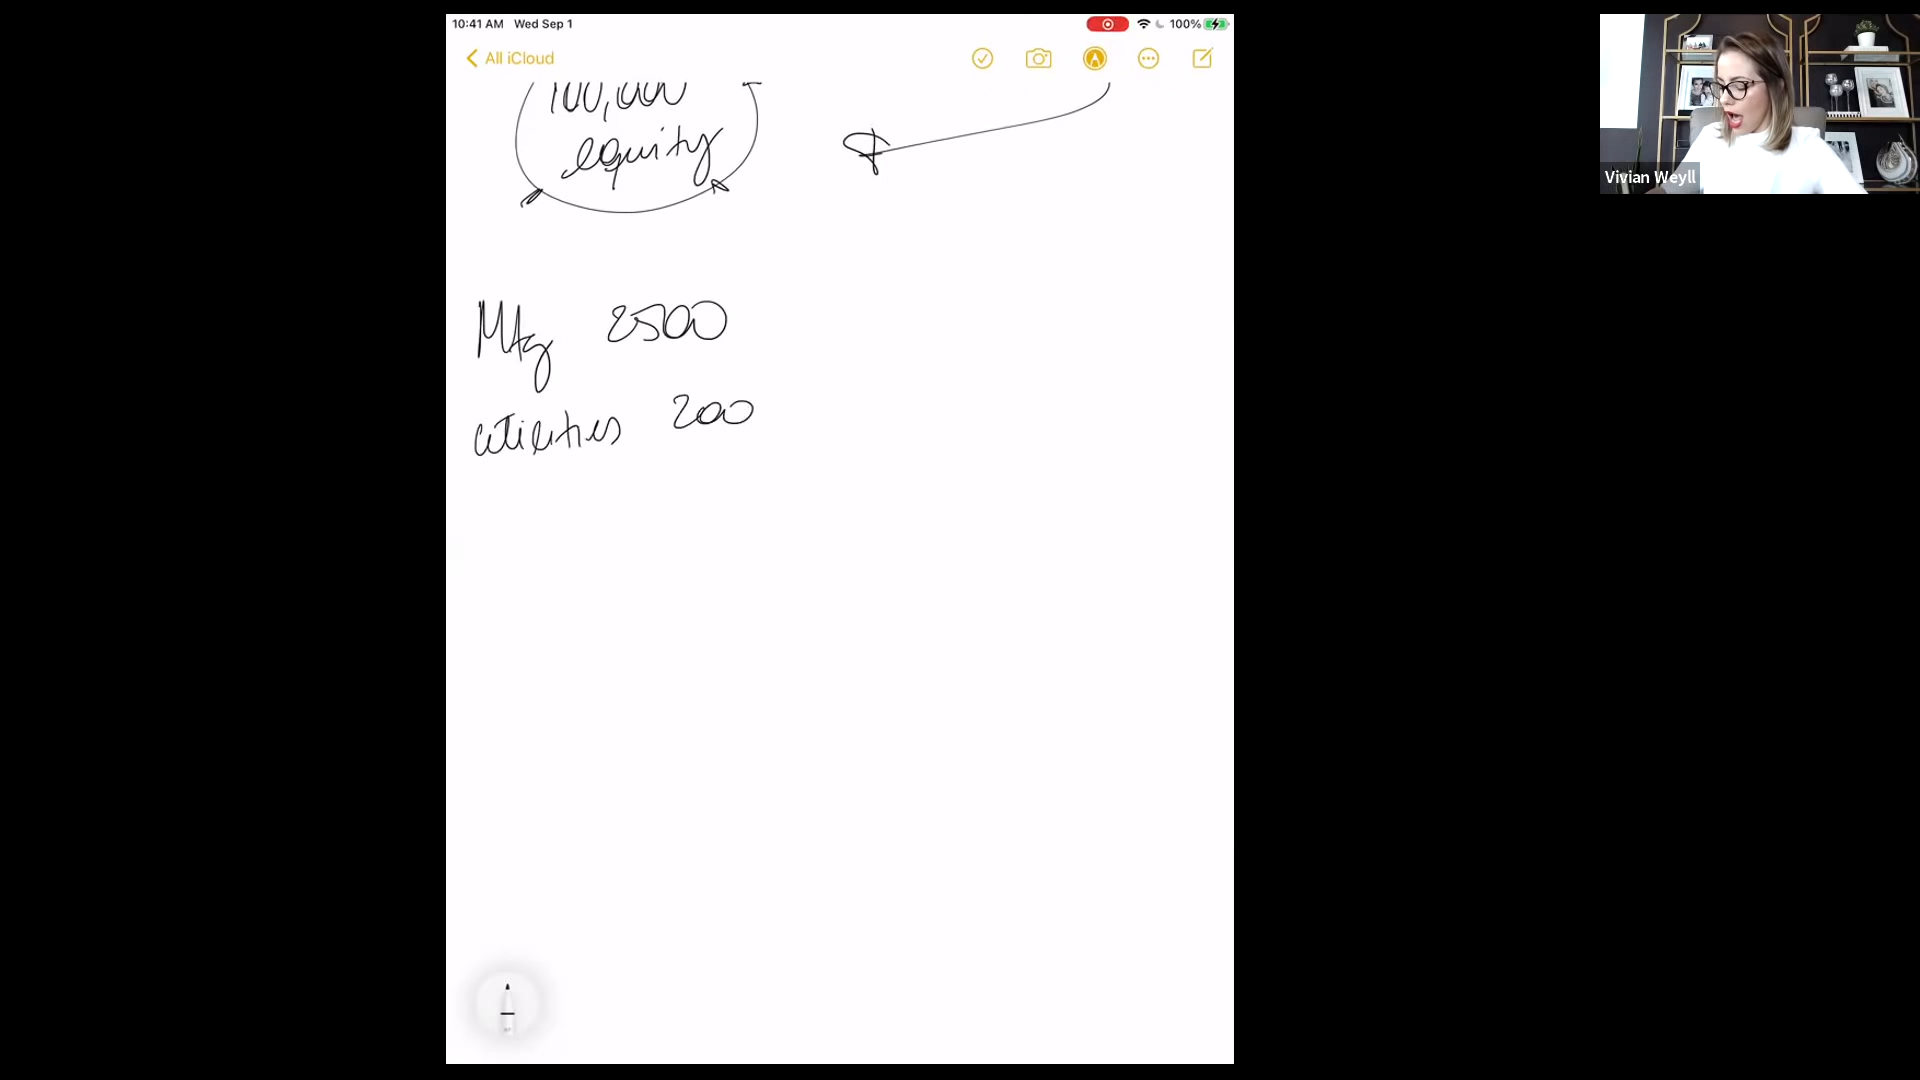 10:41 AM Wed Sep 1
100%
All iCloud
100,000
equity
Mtg 2500
utilities 200
Vivian Weyll